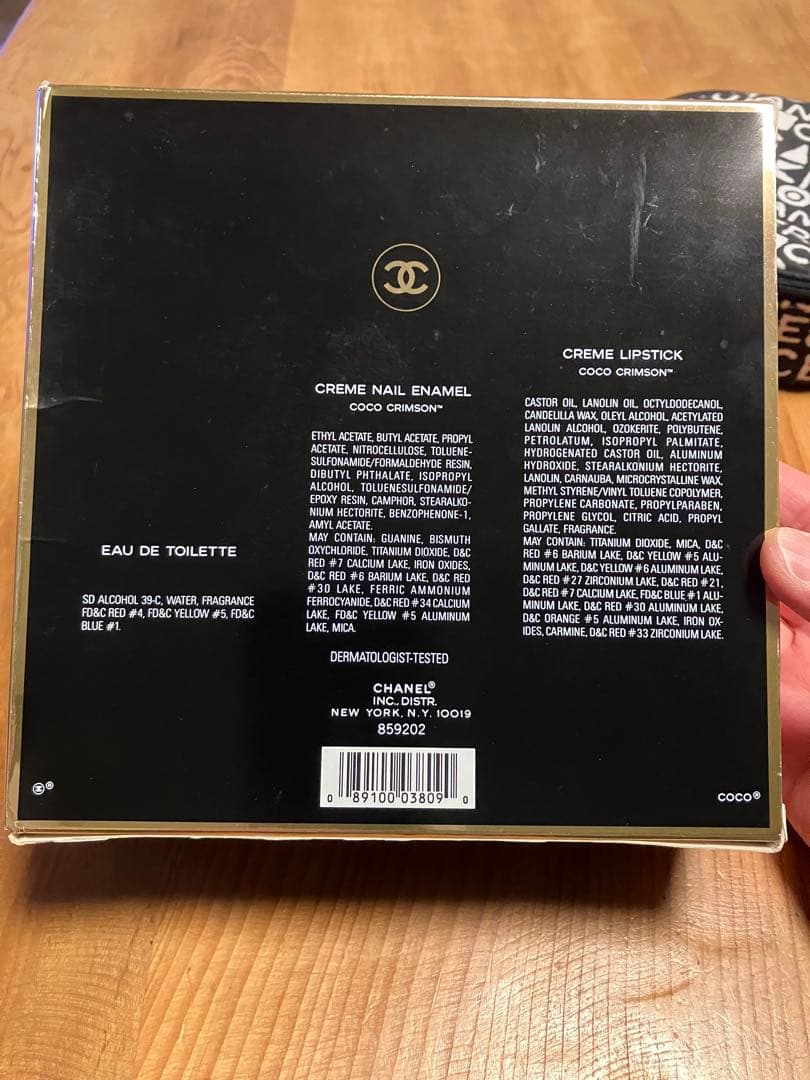 EAU DE TOILETTE
SD ALCOHOL 39-C, WATER, FRAGRANCE
FD&C RED #4, FD&C YELLOW #5, FD&C
BLUE #1.
CREME NAIL ENAMEL
COCO CRIMSON™
ETHYL ACETATE, BUTYL ACETATE, PROPYL
ACETATE, NITROCELLULOSE, TOLUENE-
SULFONAMIDE/FORMALDEHYDE RESIN,
DIBUTYL PHTHALATE, ISOPROPYL
ALCOHOL, TOLUENESULFONAMIDE/
EPOXY RESIN, CAMPHOR, STEARALKO-
NIUM HECTORITE, BENZOPHENONE-1,
AMYL ACETATE.
MAY CONTAIN: GUANINE, BISMUTH
OXYCHLORIDE, TITANIUM DIOXIDE, D&C
RED #7 CALCIUM LAKE, IRON OXIDES,
D&C RED #6 BARIUM LAKE, D&C RED
#30 LAKE, FERRIC AMMONIUM
FERROCYANIDE, D&C RED #34 CALCIUM
LAKE, FD&C YELLOW #5 ALUMINUM
LAKE, MICA.
DERMATOLOGIST-TESTED
CHANEL®
INC., DISTR.
NEW YORK, N.Y. 10019
859202
0 89100 03809 0
CREME LIPSTICK
COCO CRIMSON™
CASTOR OIL, LANOLIN OIL, OCTYLDODECANOL,
CANDELILLA WAX, OLEYL ALCOHOL, ACETYLATED
LANOLIN ALCOHOL, OZOKERITE, POLYBUTENE,
PETROLATUM, ISOPROPYL PALMITATE,
HYDROGENATED CASTOR OIL, ALUMINUM
HYDROXIDE, STEARALKONIUM HECTORITE,
LANOLIN, CARNAUBA, MICROCRYSTALLINE WAX,
METHYL STYRENE/VINYL TOLUENE COPOLYMER,
PROPYLENE CARBONATE, PROPYLPARABEN,
PROPYLENE GLYCOL, CITRIC ACID, PROPYL
GALLATE, FRAGRANCE.
MAY CONTAIN: TITANIUM DIOXIDE, MICA, D&C
RED #6 BARIUM LAKE, D&C YELLOW #5 ALU-
MINUM LAKE, D&C YELLOW #6 ALUMINUM LAKE,
D&C RED #27 ZIRCONIUM LAKE, D&C RED #21,
D&C RED #7 CALCIUM LAKE, FD&C BLUE #1 ALU-
MINUM LAKE, D&C RED #30 ALUMINUM LAKE,
D&C ORANGE #5 ALUMINUM LAKE, IRON OX-
IDES, CARMINE, D&C RED #33 ZIRCONIUM LAKE.
COCO®